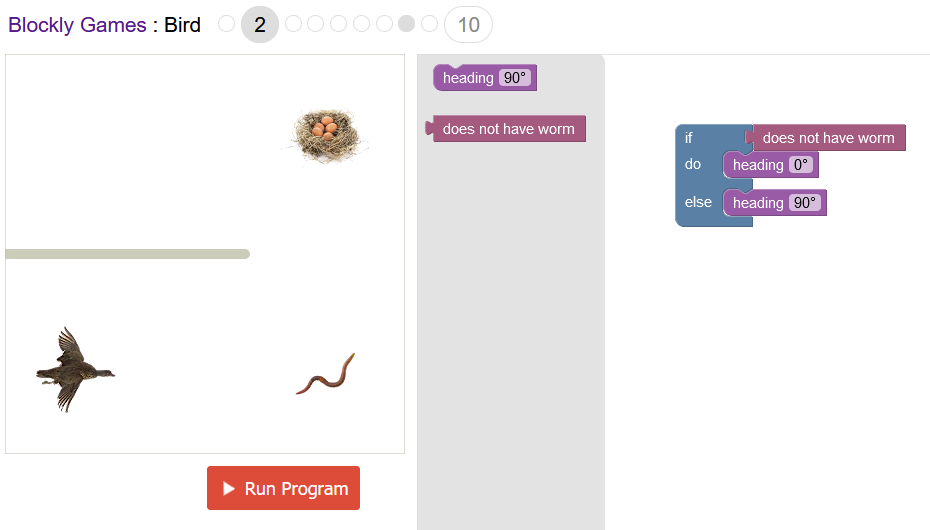 Blockly Games : Bird 2 10
heading 90°
does not have worm
if does not have worm
do heading 0°
else heading 90°
Run Program